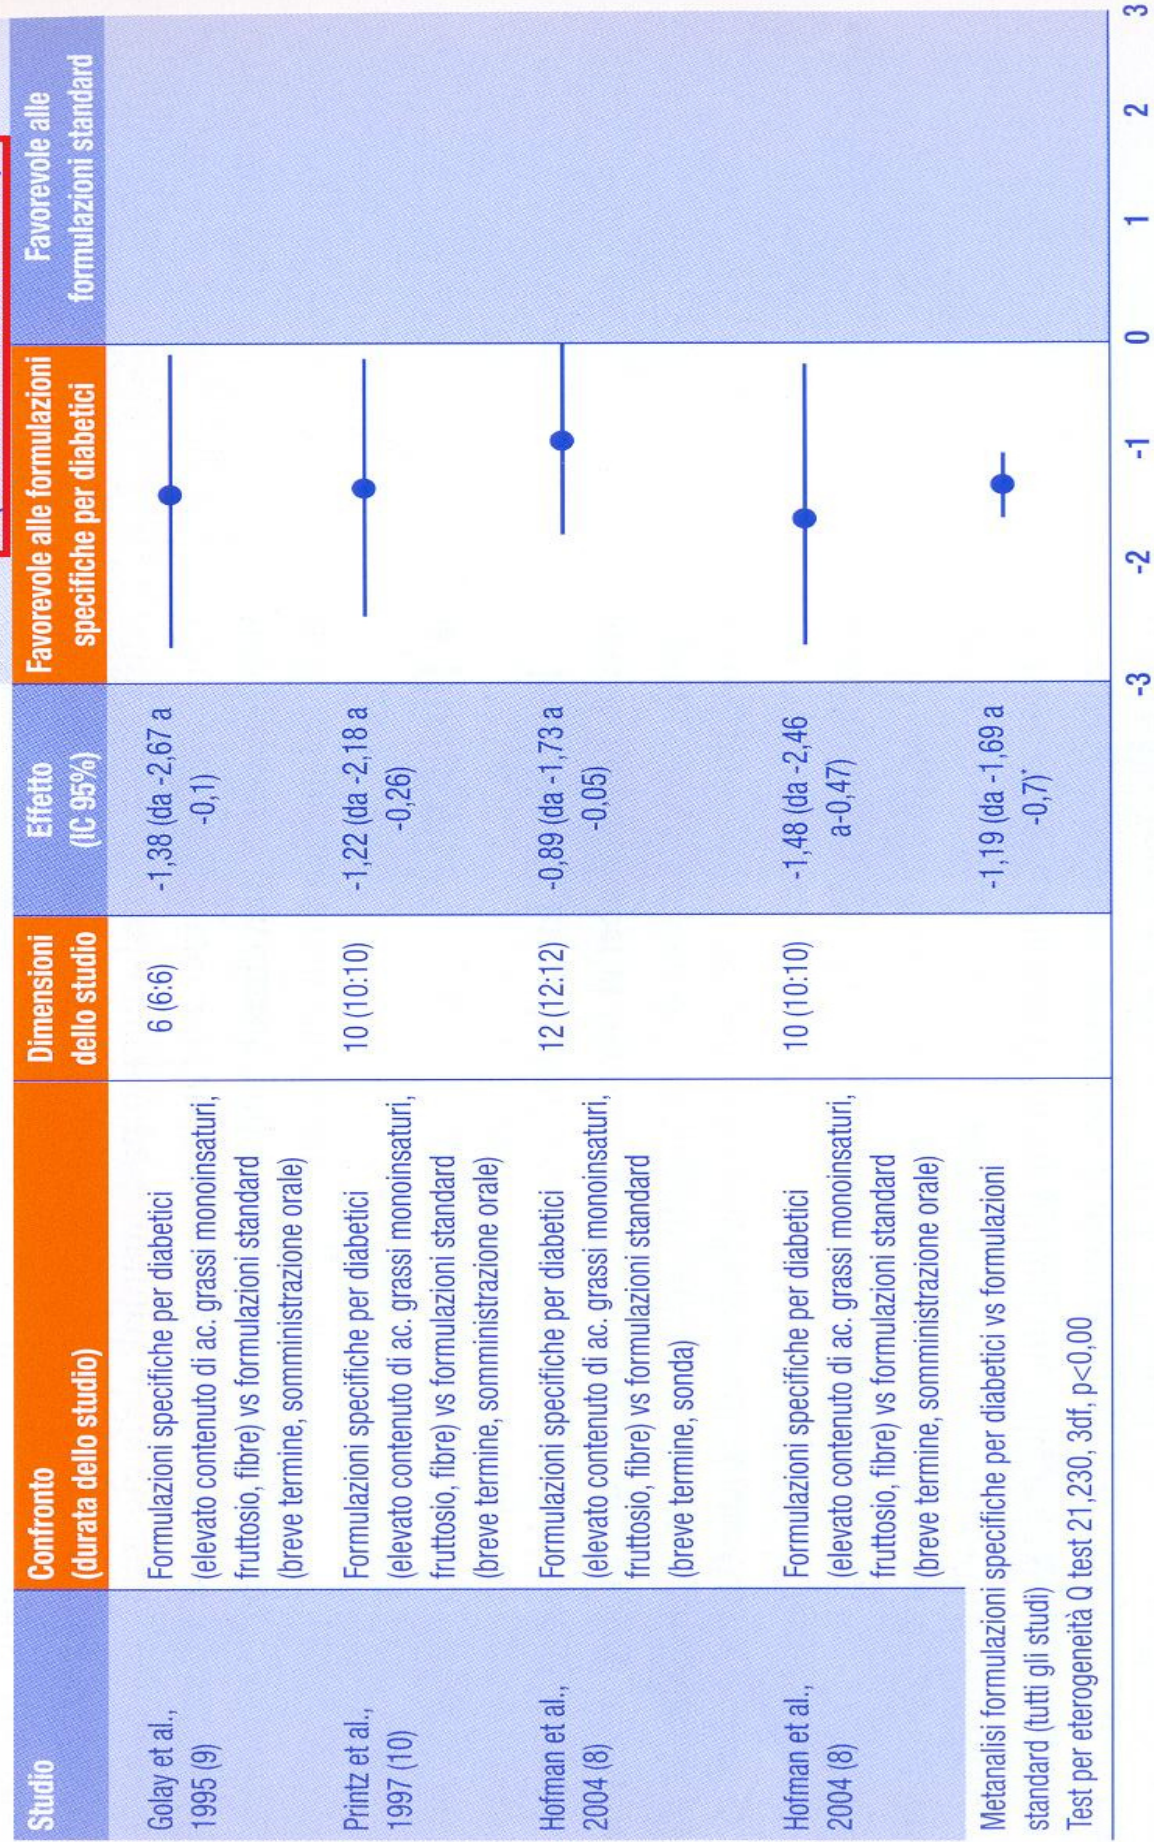 Studio
Confronto
(durata dello studio)
Dimensioni
dello studio
Effetto
(IC 95%)
Favorevole alle formulazioni
specifiche per diabetici
Favorevole alle
formulazioni standard
Golay et al.,
1995 (9)
Formulazioni specifiche per diabetici
(elevato contenuto di ac. grassi monoinsaturi,
fruttosio, fibre) vs formulazioni standard
(breve termine, somministrazione orale)
6 (6:6)
-1,38 (da -2,67 a
-0,1)
Printz et al.,
1997 (10)
Formulazioni specifiche per diabetici
(elevato contenuto di ac. grassi monoinsaturi,
fruttosio, fibre) vs formulazioni standard
(breve termine, somministrazione orale)
10 (10:10)
-1,22 (da -2,18 a
-0,26)
Hofman et al.,
2004 (8)
Formulazioni specifiche per diabetici
(elevato contenuto di ac. grassi monoinsaturi,
fruttosio, fibre) vs formulazioni standard
(breve termine, sonda)
12 (12:12)
-0,89 (da -1,73 a
-0,05)
Hofman et al.,
2004 (8)
Formulazioni specifiche per diabetici
(elevato contenuto di ac. grassi monoinsaturi,
fruttosio, fibre) vs formulazioni standard
(breve termine, somministrazione orale)
10 (10:10)
-1,48 (da -2,46
a-0,47)
Metanalisi formulazioni specifiche per diabetici vs formulazioni
standard (tutti gli studi)
Test per eterogeneità Q test 21,230, 3df, p<0,00
-1,19 (da -1,69 a
-0,7)*
-3 -2 -1 0 1 2 3